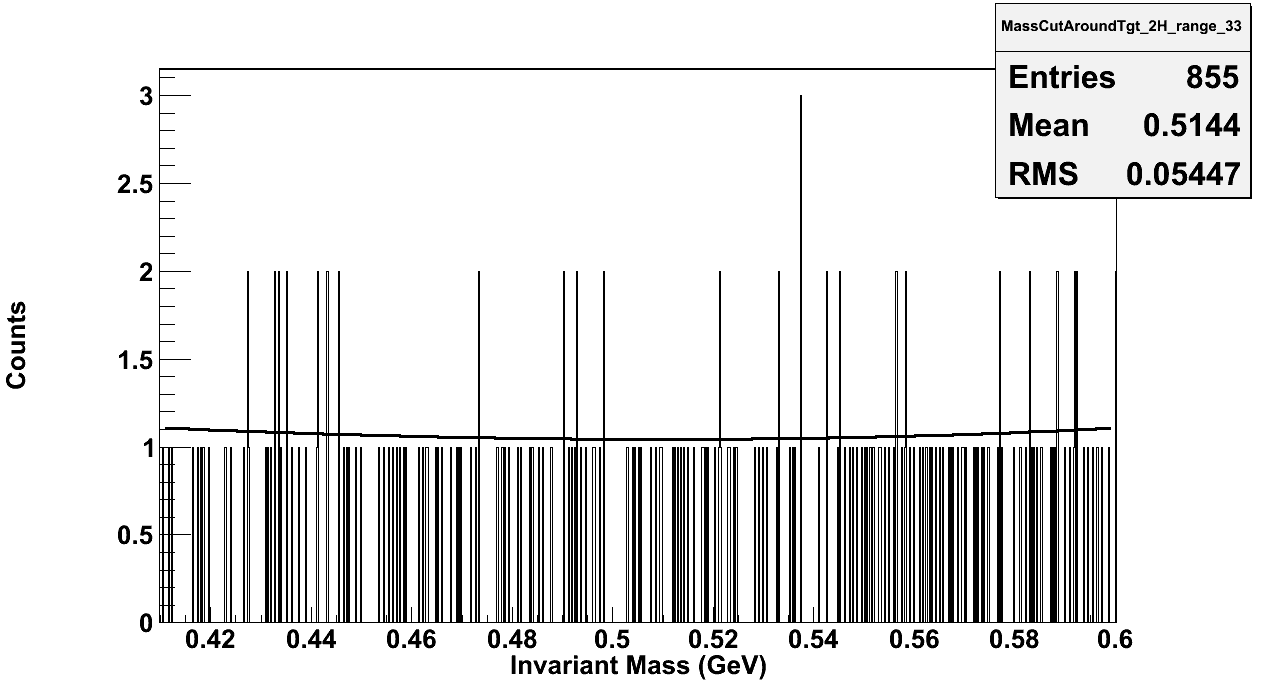 MassCutAroundTgt_2H_range_33
Entries 855
Mean 0.5144
RMS 0.05447
3
2.5
2
1.5
1
0.5
0
Counts
0.42 0.44 0.46 0.48 0.5 0.52 0.54 0.56 0.58 0.6
Invariant Mass (GeV)